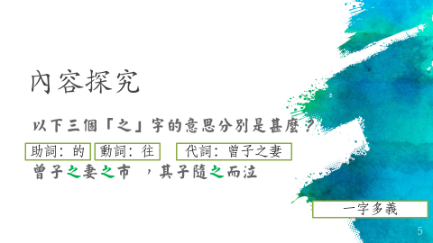 內容探究
以下三個「之」字的意思分別是甚麼？
助詞：的 動詞：往 代詞：曾子之妻
曾子之妻之市 ，其子隨之而泣
一字多義
5